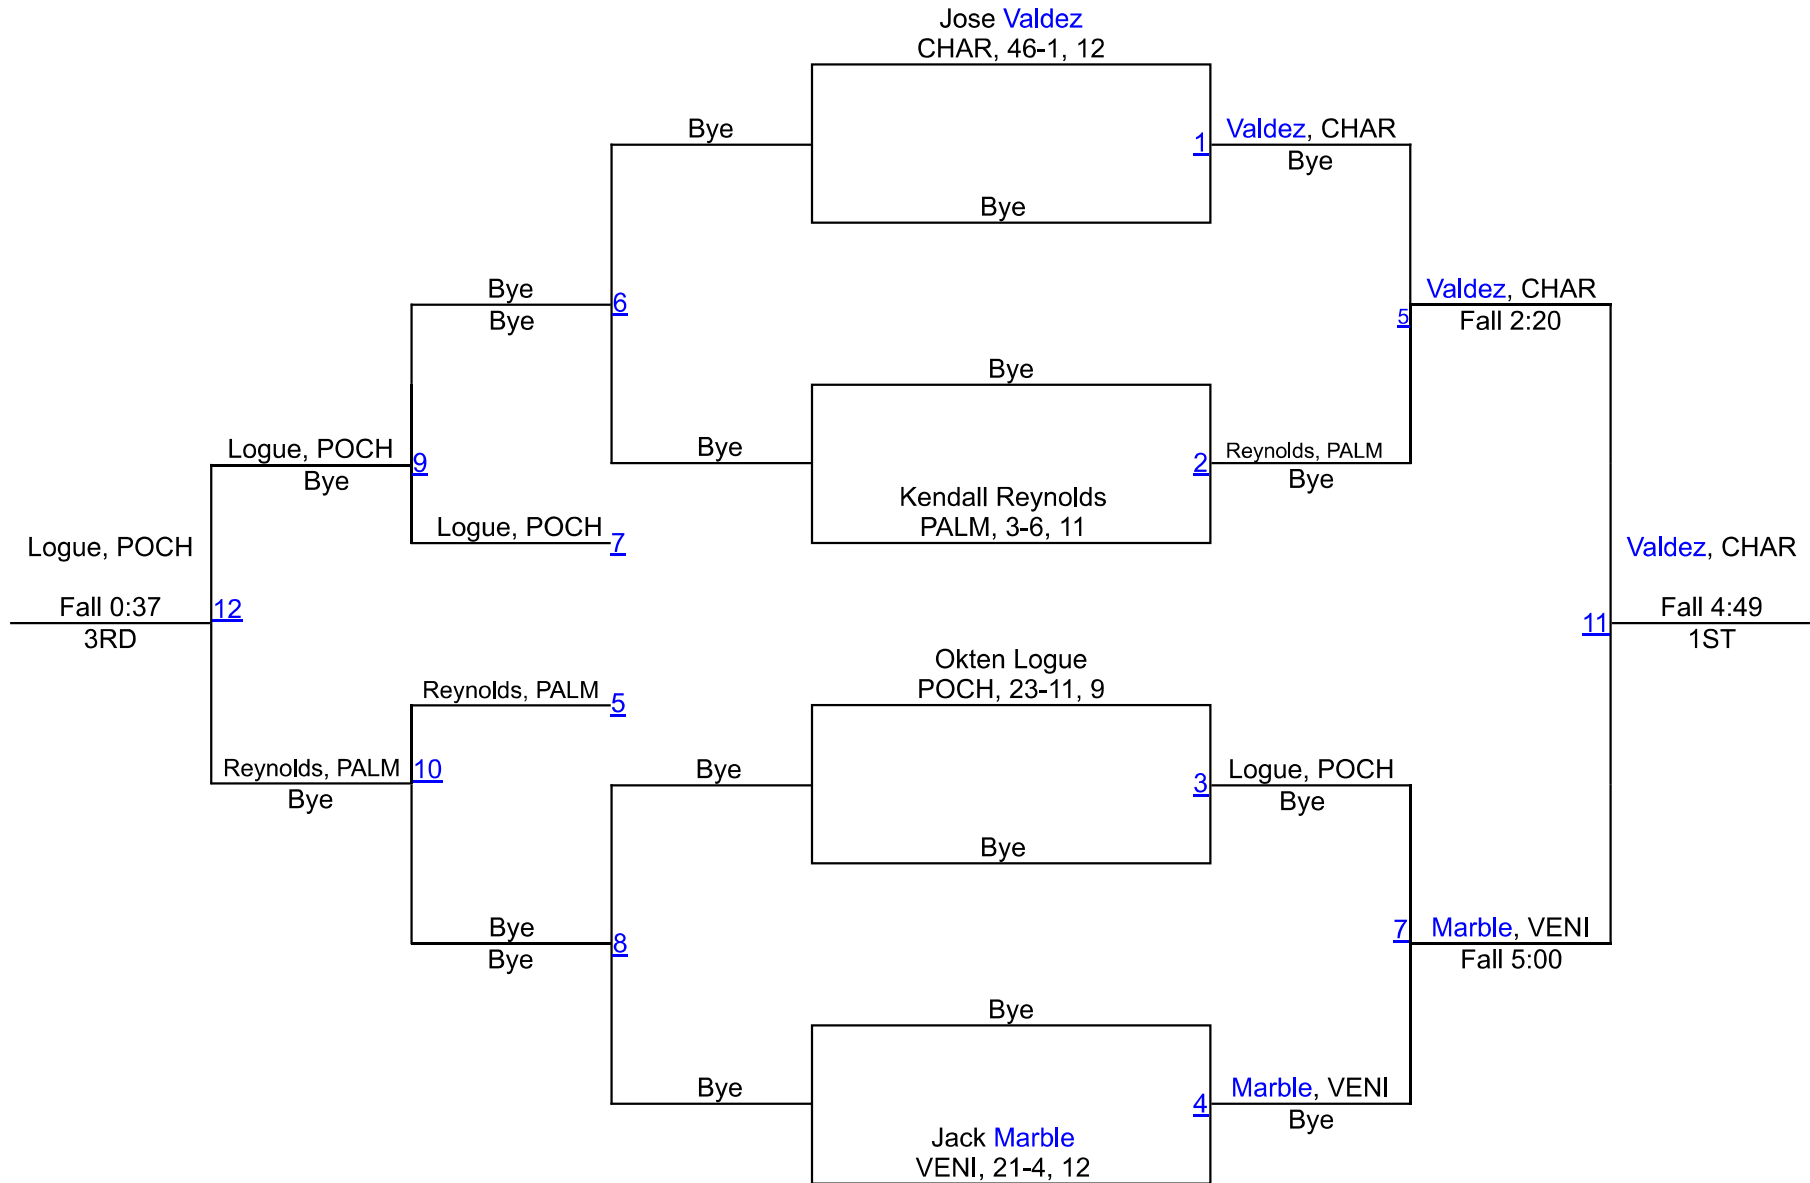 Jose Valdez
CHAR, 46-1, 12
Bye
1
Valdez, CHAR
Bye
Bye
Bye
Bye
6
5
Valdez, CHAR
Fall 2:20
Bye
Logue, POCH
Bye
9
Bye
2
Reynolds, PALM
Bye
Kendall Reynolds
PALM, 3-6, 11
Logue, POCH
7
Logue, POCH
Fall 0:37
3RD
12
Valdez, CHAR
Fall 4:49
1ST
11
Okten Logue
POCH, 23-11, 9
Reynolds, PALM
5
Reynolds, PALM
Bye
10
Bye
3
Logue, POCH
Bye
Bye
Bye
Bye
8
7
Marble, VENI
Fall 5:00
Bye
Bye
4
Marble, VENI
Bye
Jack Marble
VENI, 21-4, 12